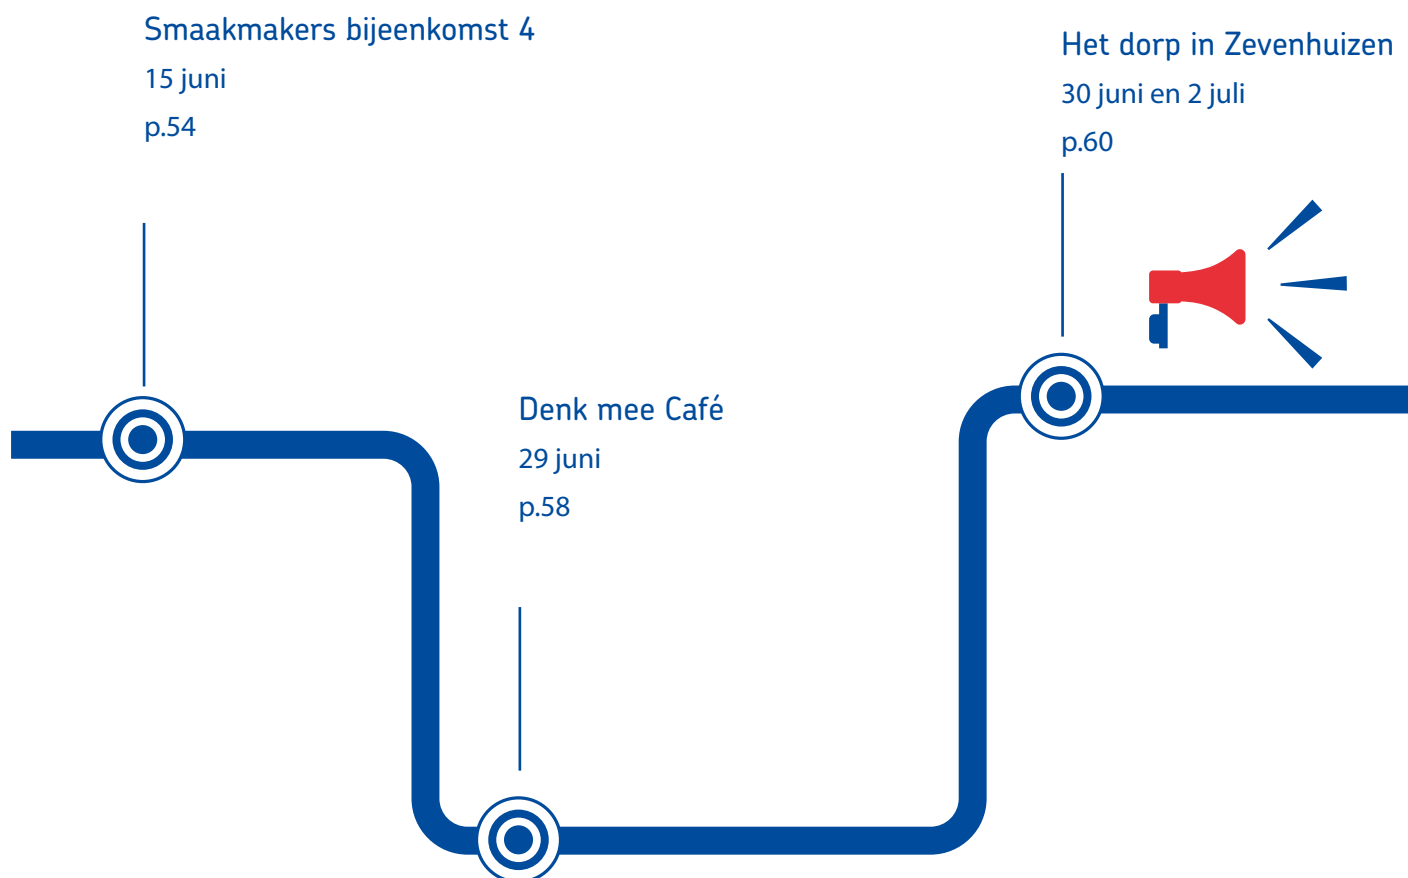 Smaakmakers bijeenkomst 4
15 juni
p.54
Denk mee Café
29 juni
p.58
Het dorp in Zevenhuizen
30 juni en 2 juli
p.60